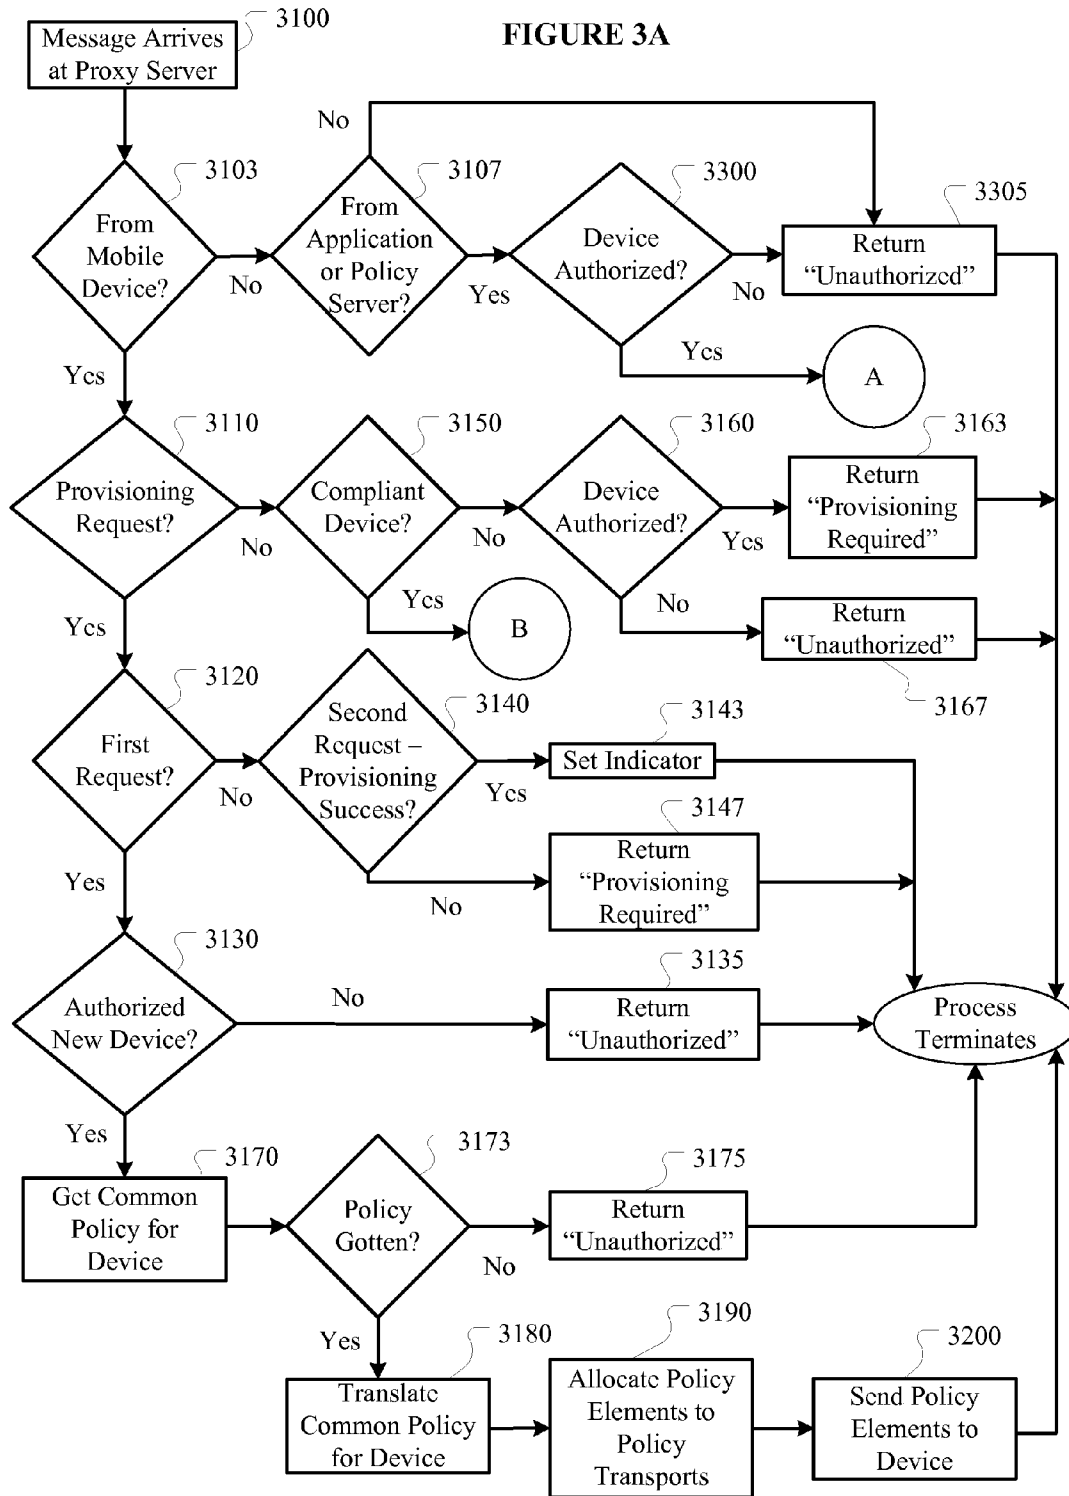 FIGURE 3A
3100
Message Arrives
at Proxy Server
No
3103
From
Mobile
Device?
No
Yes
3107
From
Application
or Policy
Server?
Yes
3300
Device
Authorized?
No
Yes
3305
Return
“Unauthorized”
A
3110
Provisioning
Request?
No
Yes
3150
Compliant
Device?
No
Yes
B
3160
Device
Authorized?
Yes
No
3163
Return
“Provisioning
Required”
Return
“Unauthorized”
3167
3120
First
Request?
No
Yes
3140
Second
Request –
Provisioning
Success?
Yes
No
3143
Set Indicator
3147
Return
“Provisioning
Required”
3130
Authorized
New Device?
No
Yes
3135
Return
“Unauthorized”
Process
Terminates
3170
Get Common
Policy for
Device
3173
Policy
Gotten?
No
Yes
3175
Return
“Unauthorized”
3180
Translate
Common Policy
for Device
3190
Allocate Policy
Elements to
Policy
Transports
3200
Send Policy
Elements to
Device